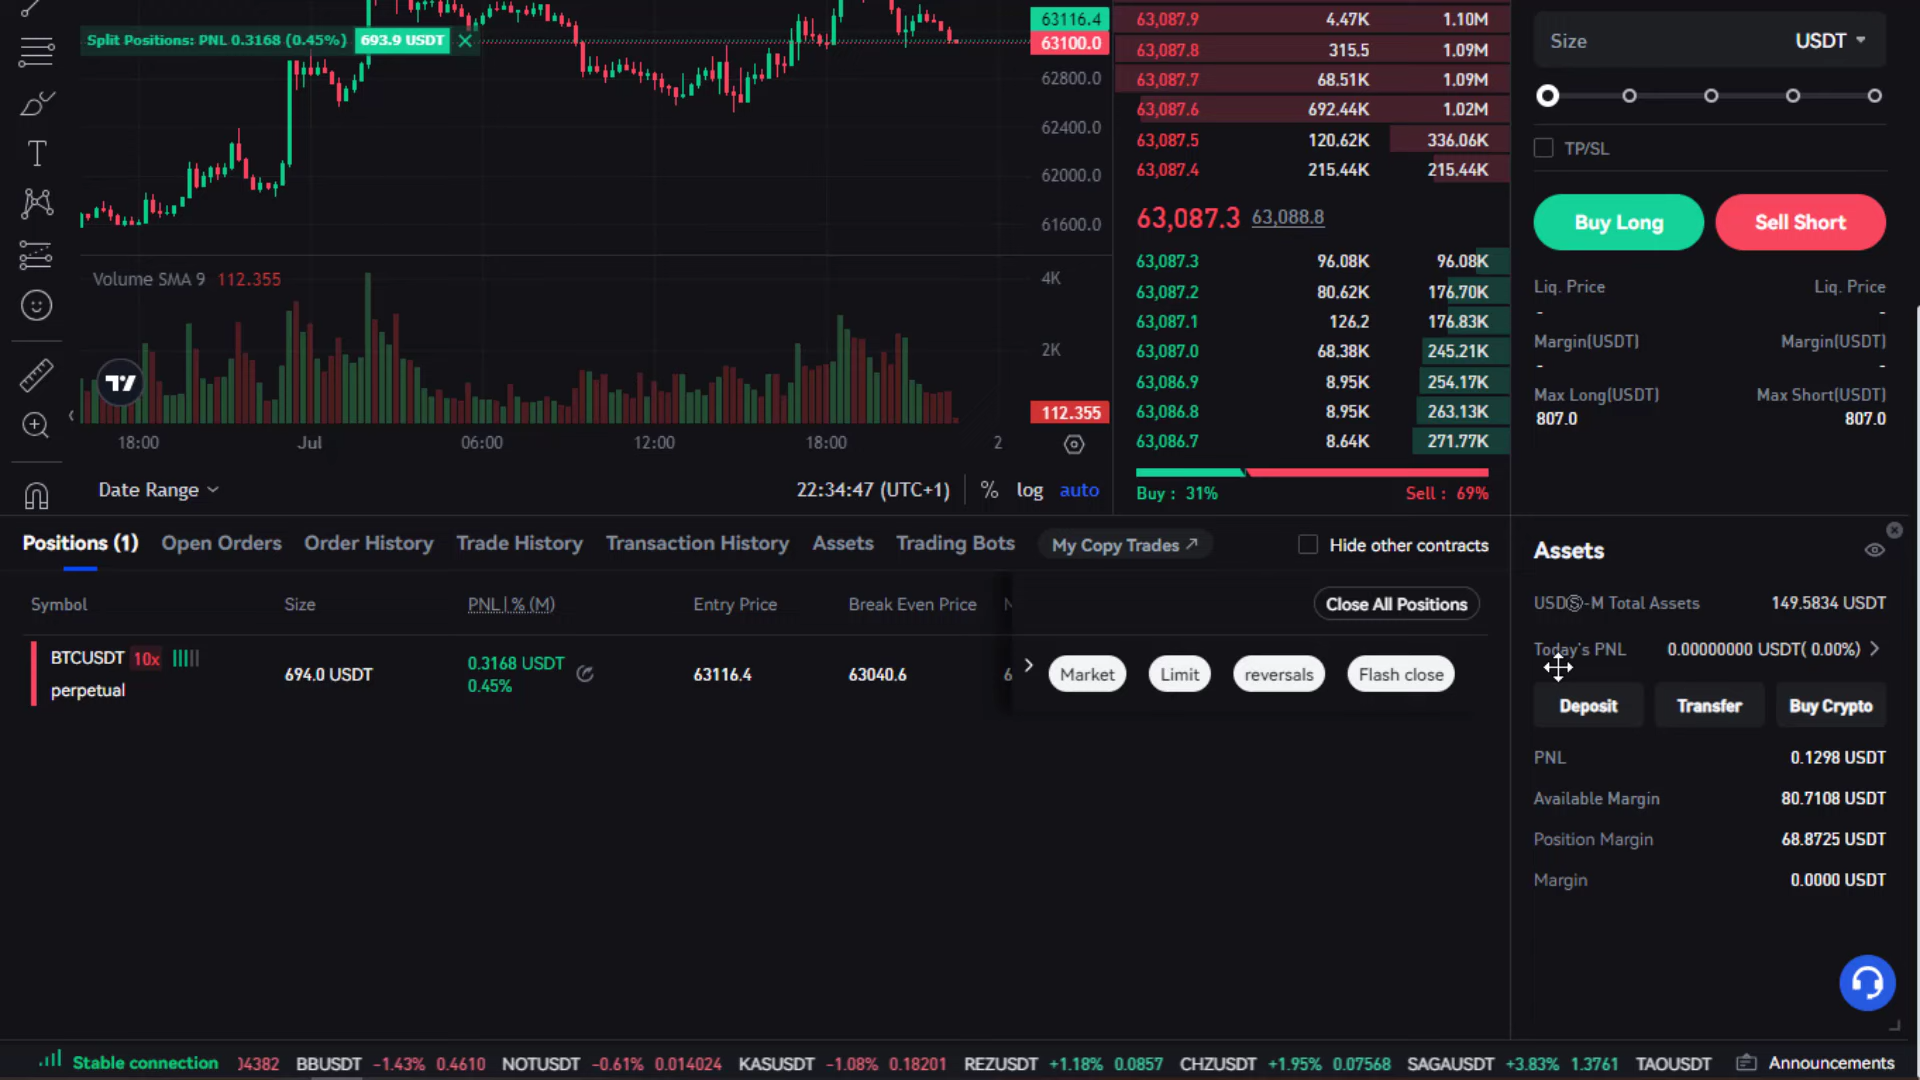 Split Positions: PNL 0.3168 (0.45%) 693.9 USDT
63116.4
63100.0
62800.0
62400.0
62000.0
61600.0
Volume SMA 9 112.355
4K
2K
112.355
18:00 Jul 06:00 12:00 18:00 2
Date Range 22:34:47 (UTC+1) % log auto
63,087.9 4.47K 1.10M
63,087.8 315.5 1.09M
63,087.7 68.51K 1.09M
63,087.6 692.44K 1.02M
63,087.5 120.62K 336.06K
63,087.4 215.44K 215.44K
63,087.3 63,088.8
63,087.3 96.08K 96.08K
63,087.2 80.62K 176.70K
63,087.1 126.2 176.83K
63,087.0 68.38K 245.21K
63,086.9 8.95K 254.17K
63,086.8 8.95K 263.13K
63,086.7 8.64K 271.77K
Buy : 31% Sell : 69%
Size USDT
TP/SL
Buy Long Sell Short
Liq. Price Liq. Price
- -
Margin(USDT) Margin(USDT)
- -
Max Long(USDT) Max Short(USDT)
807.0 807.0
Positions (1) Open Orders Order History Trade History Transaction History Assets Trading Bots My Copy Trades Hide other contracts
Symbol Size PNL | % (M) Entry Price Break Even Price Close All Positions
BTCUSDT 10x
perpetual
694.0 USDT
0.3168 USDT
0.45%
63116.4 63040.6 6 Market Limit reversals Flash close
Assets
USDⓈ-M Total Assets 149.5834 USDT
Today's PNL 0.00000000 USDT( 0.00%)
Deposit Transfer Buy Crypto
PNL 0.1298 USDT
Available Margin 80.7108 USDT
Position Margin 68.8725 USDT
Margin 0.0000 USDT
Stable connection 04382 BBUSDT -1.43% 0.4610 NOTUSDT -0.61% 0.014024 KASUSDT -1.08% 0.18201 REZUSDT +1.18% 0.0857 CHZUSDT +1.95% 0.07568 SAGAUSDT +3.83% 1.3761 TAOUSDT Announcements